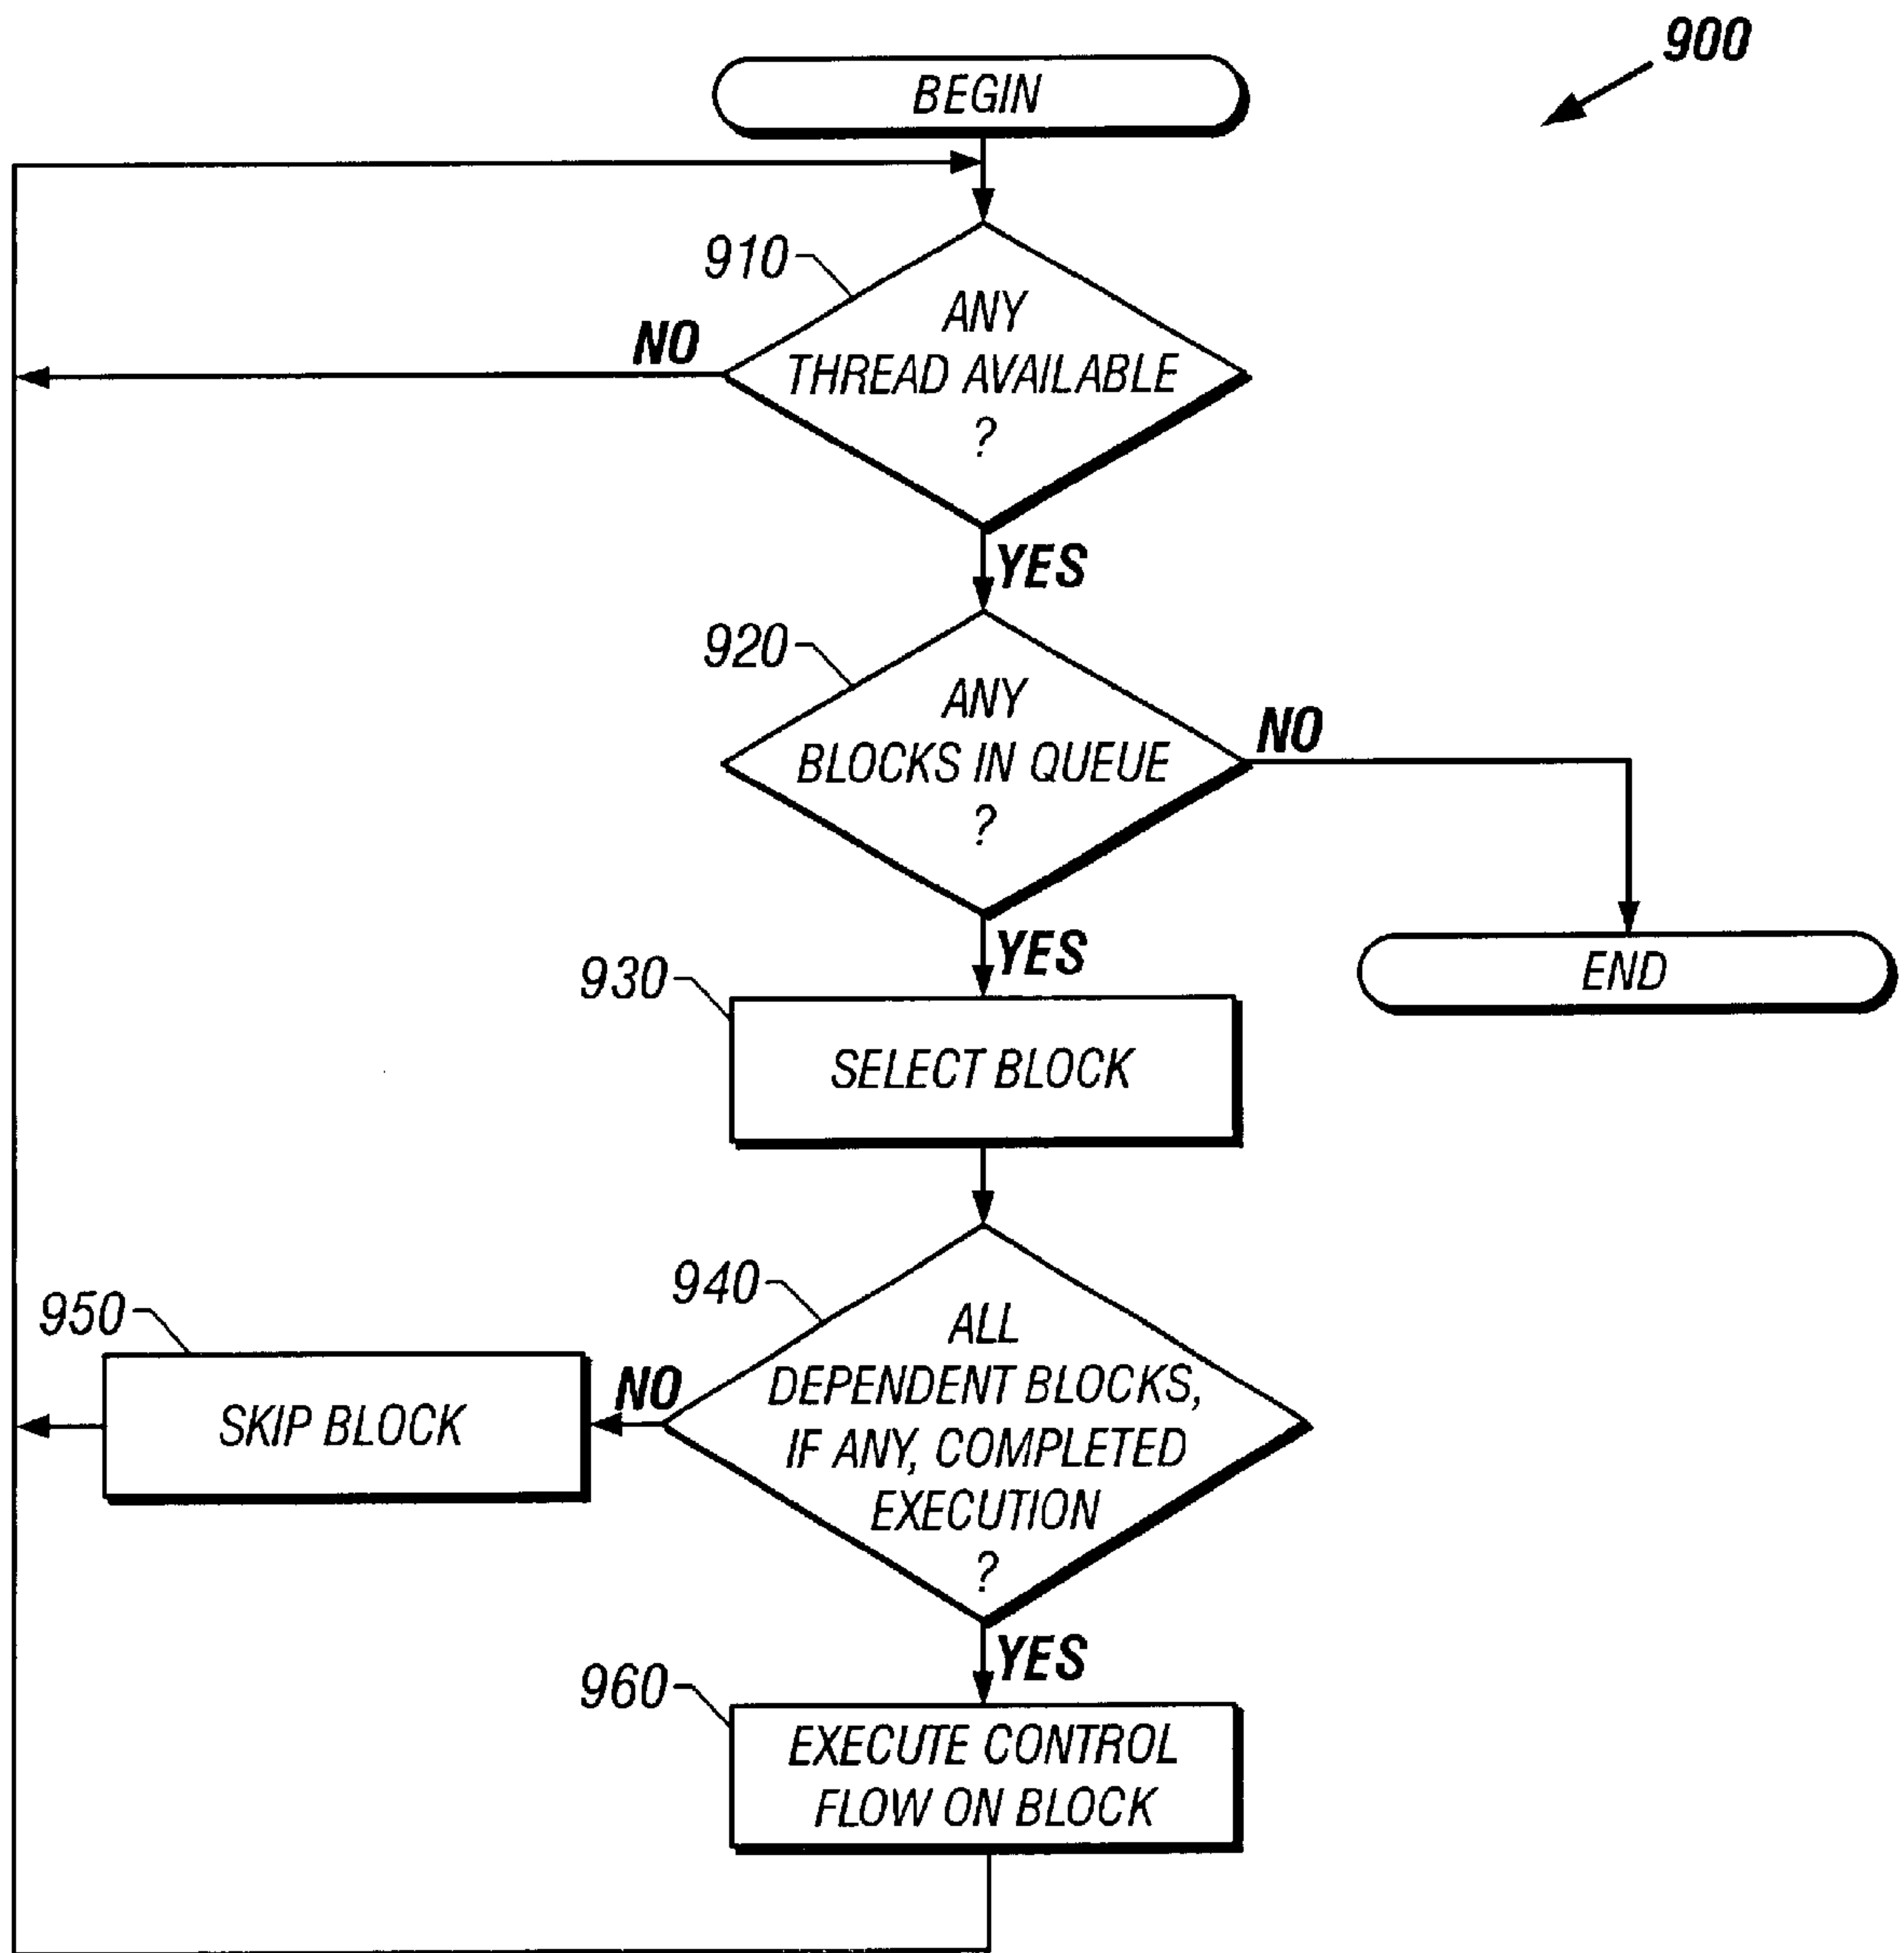 900
BEGIN
910
ANY
THREAD AVAILABLE
?
NO
YES
920
ANY
BLOCKS IN QUEUE
?
NO
YES
END
930
SELECT BLOCK
940
ALL
DEPENDENT BLOCKS,
IF ANY, COMPLETED
EXECUTION
?
NO
950
SKIP BLOCK
YES
960
EXECUTE CONTROL
FLOW ON BLOCK